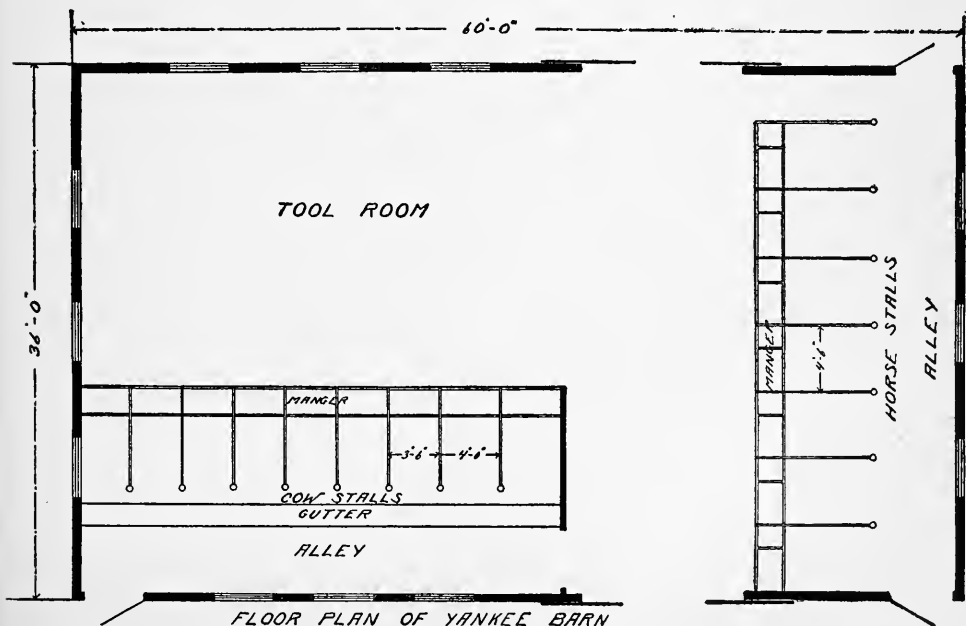 60'-0"
36'-0"
TOOL ROOM
MANGER
3'-6"
4'-0"
COW STALLS
GUTTER
ALLEY
MANGER
4'-6"
HORSE STALLS
ALLEY
FLOOR PLAN OF YANKEE BARN